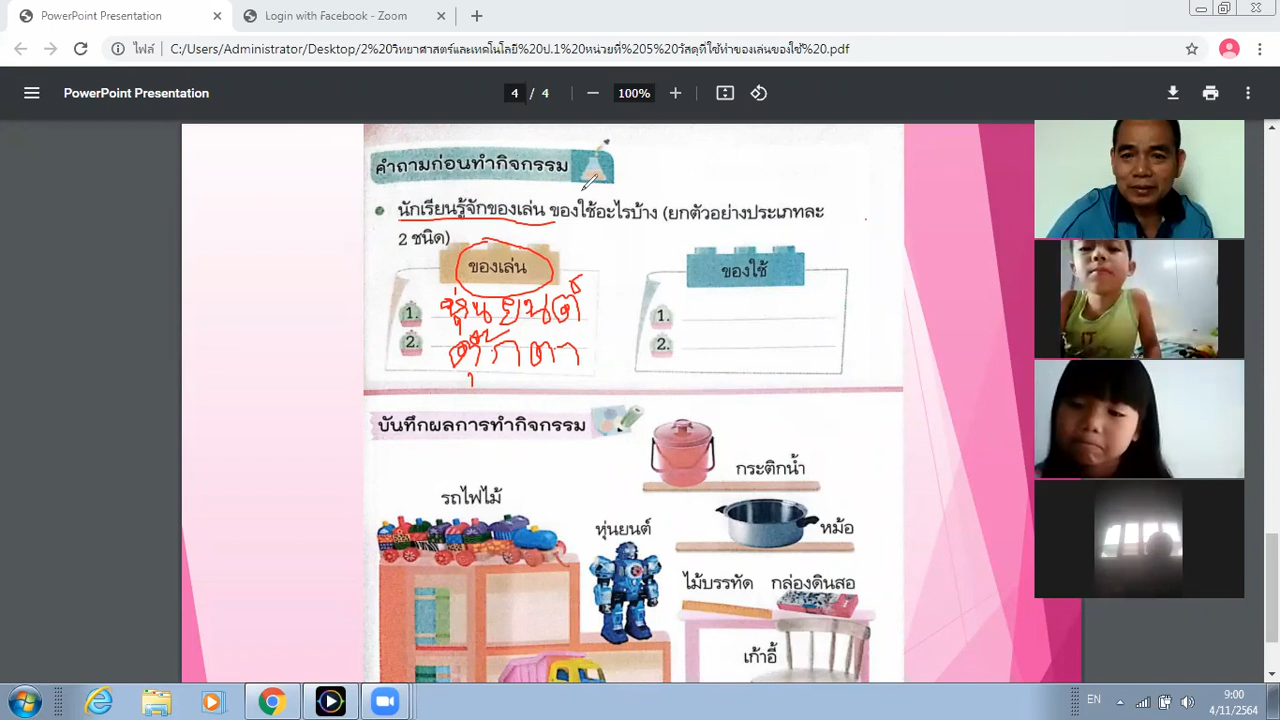 PowerPoint Presentation
Login with Facebook - Zoom
ไฟล์ C:/Users/Administrator/Desktop/2%20วิทยาศาสตร์และเทคโนโลยี%20ป.1%20หน่วยที่%205%20วัสดุที่ใช้ทำของเล่นของใช้%20.pdf
PowerPoint Presentation
4 / 4
100%
คำถามก่อนทำกิจกรรม
นักเรียนรู้จักของเล่น ของใช้อะไรบ้าง (ยกตัวอย่างประเภทละ
2 ชนิด)
ของเล่น
1. หุ่นยนต์
2. ตุ๊กตา
ของใช้
1.
2.
บันทึกผลการทำกิจกรรม
กระติกน้ำ
รถไฟไม้
หุ่นยนต์
หม้อ
ไม้บรรทัด
กล่องดินสอ
เก้าอี้
EN
9:00
4/11/2564